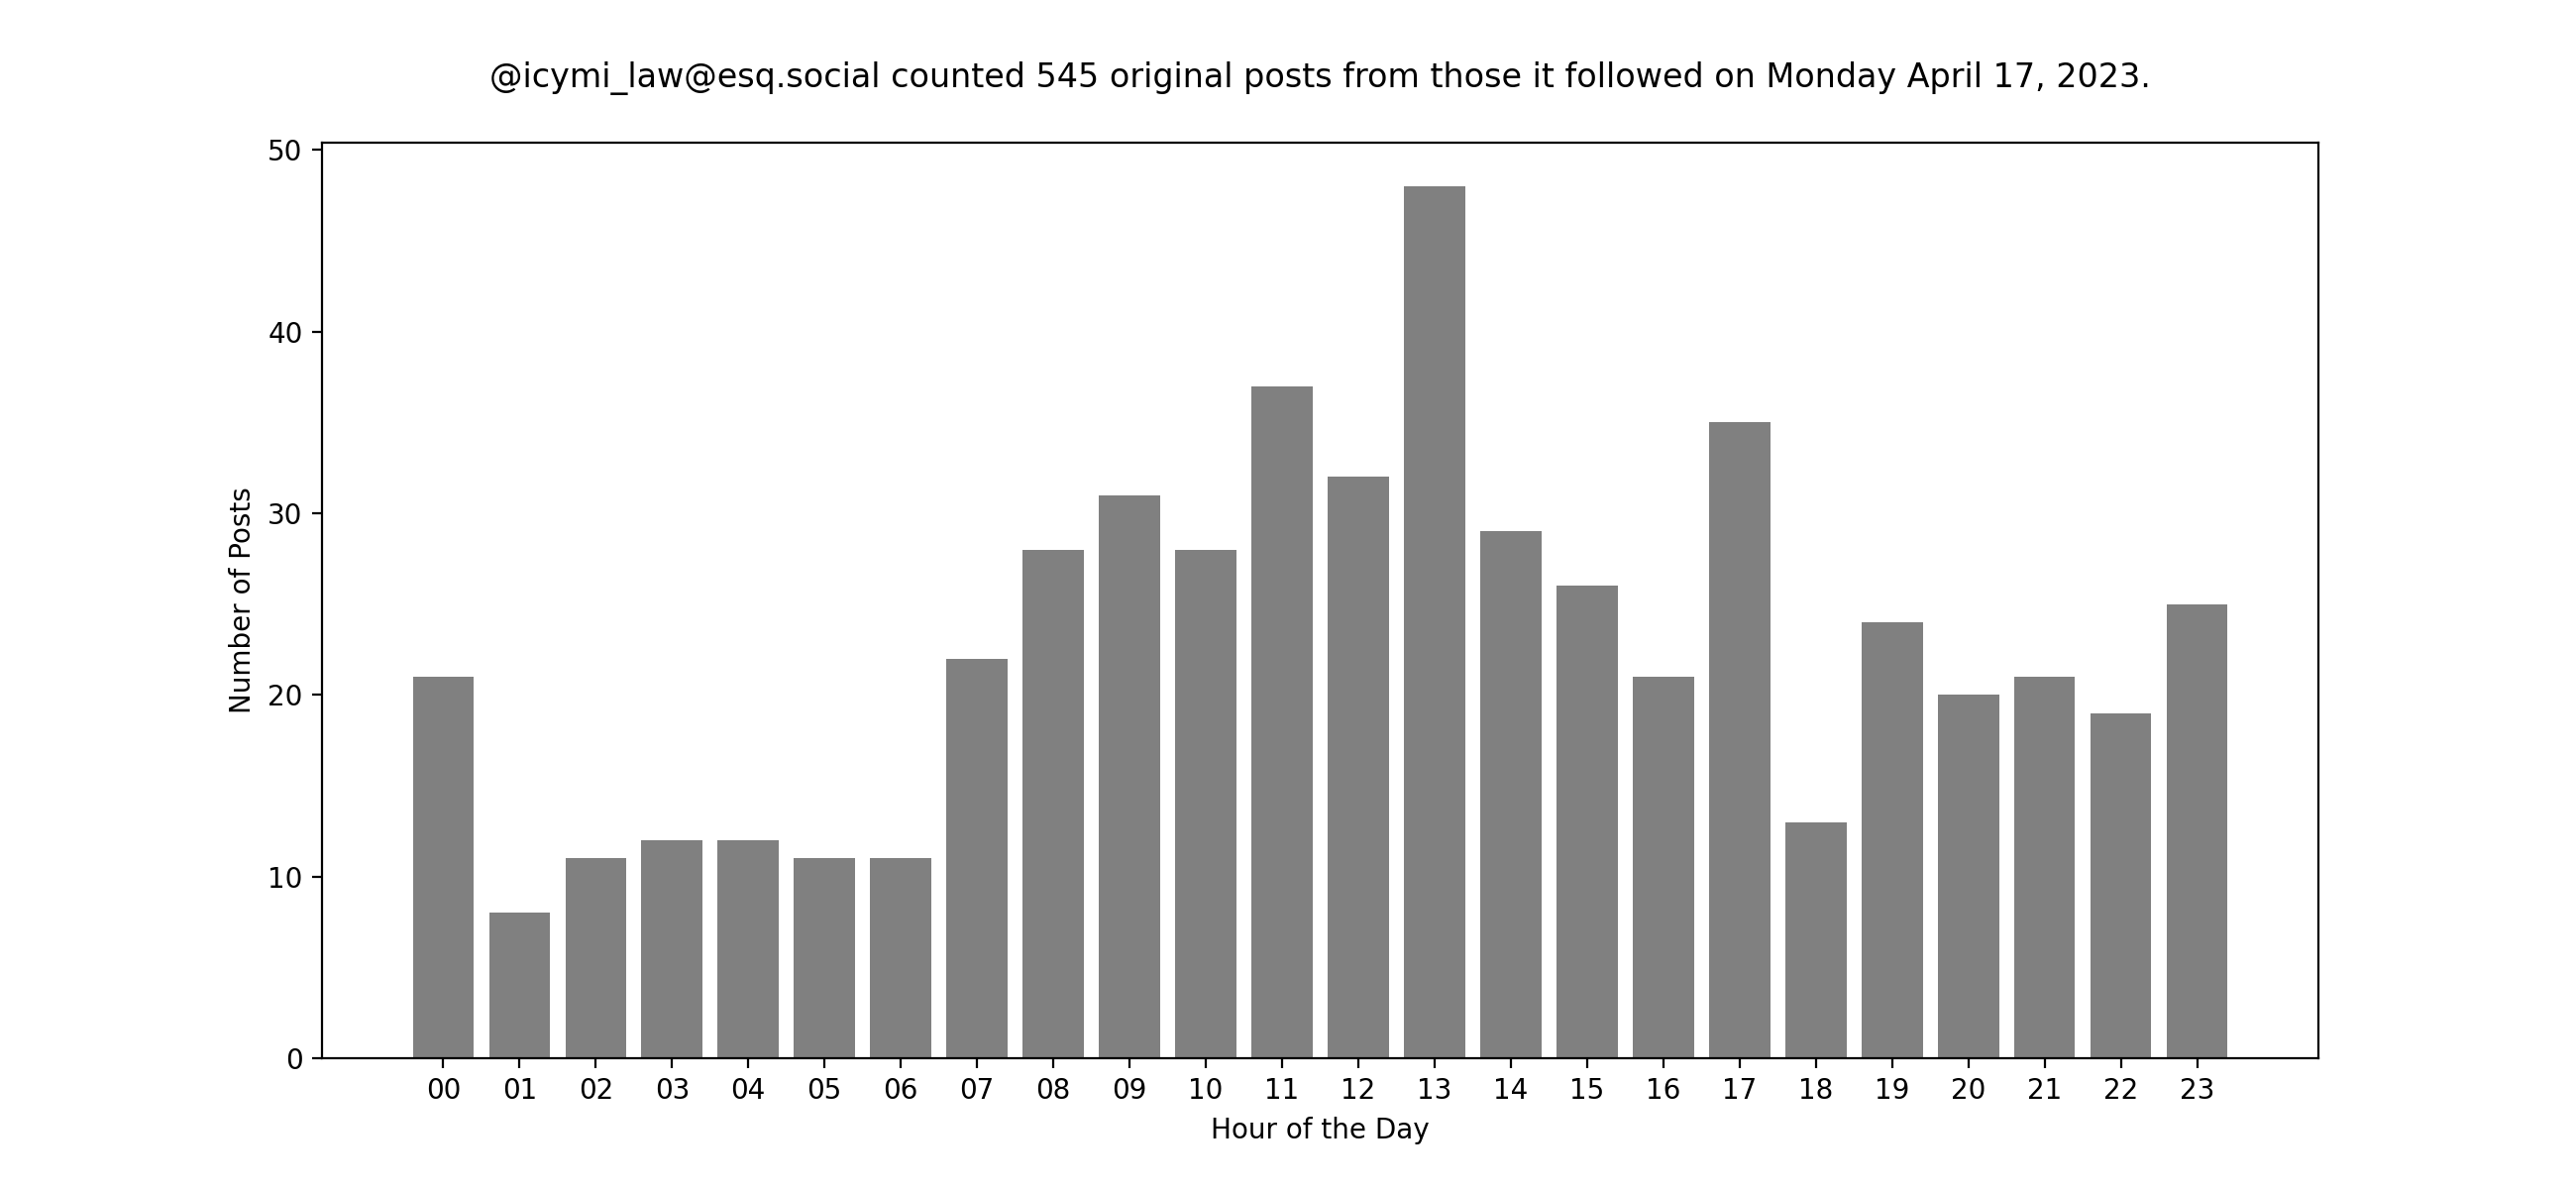 @icymi_law@esq.social counted 545 original posts from those it followed on Monday April 17, 2023.
50
40
30
20
10
0
Number of Posts
00 01 02 03 04 05 06 07 08 09 10 11 12 13 14 15 16 17 18 19 20 21 22 23
Hour of the Day